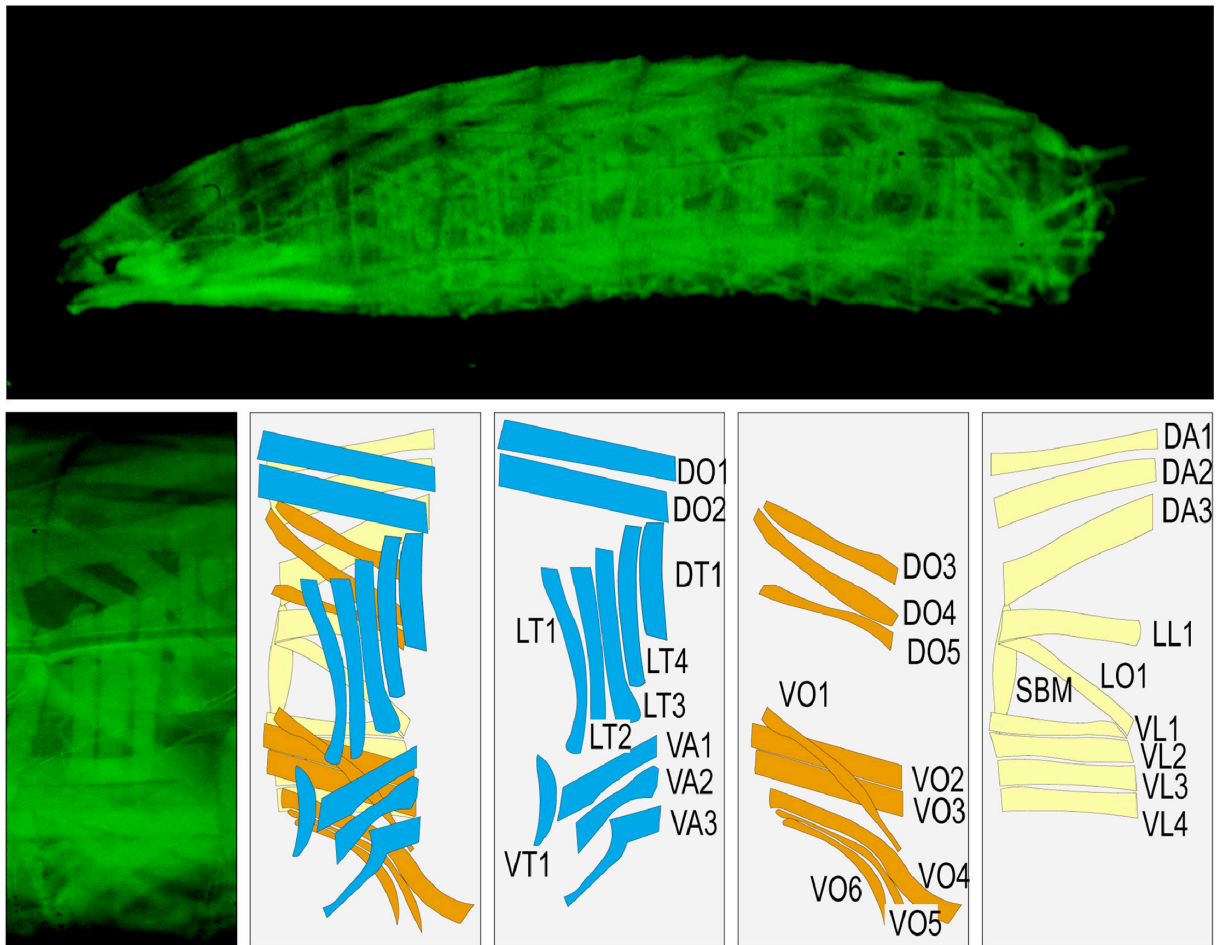 DO1
DO2
DT1
LT1
LT4
LT3
LT2
VA1
VA2
VA3
VT1
DO3
DO4
DO5
VO1
VO2
VO3
VO4
VO6
VO5
DA1
DA2
DA3
LL1
LO1
SBM
VL1
VL2
VL3
VL4